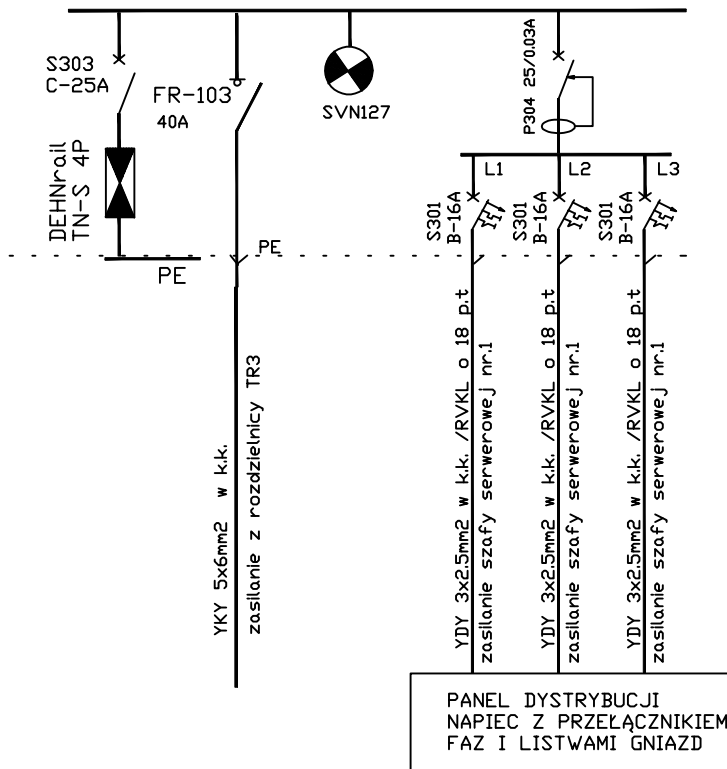 S303
C-25A
FR-103
40A
SVN127
P304 25/0.03A
DEHNrail
TN-S 4P
L1
L2
L3
S301
B-16A
S301
B-16A
S301
B-16A
PE
PE
YKY 5x6mm2 w k.k.
zasilanie z rozdzielnicy TR3
YDY 3x2.5mm2 w k.k. /RVKL o 18 p.t
zasilanie szafy serwerowej nr.1
YDY 3x2.5mm2 w k.k. /RVKL o 18 p.t
zasilanie szafy serwerowej nr.1
YDY 3x2.5mm2 w k.k. /RVKL o 18 p.t
zasilanie szafy serwerowej nr.1
PANEL DYSTRYBUCJI
NAPIEC Z PRZEŁĄCZNIKIEM
FAZ I LISTWAMI GNIAZD